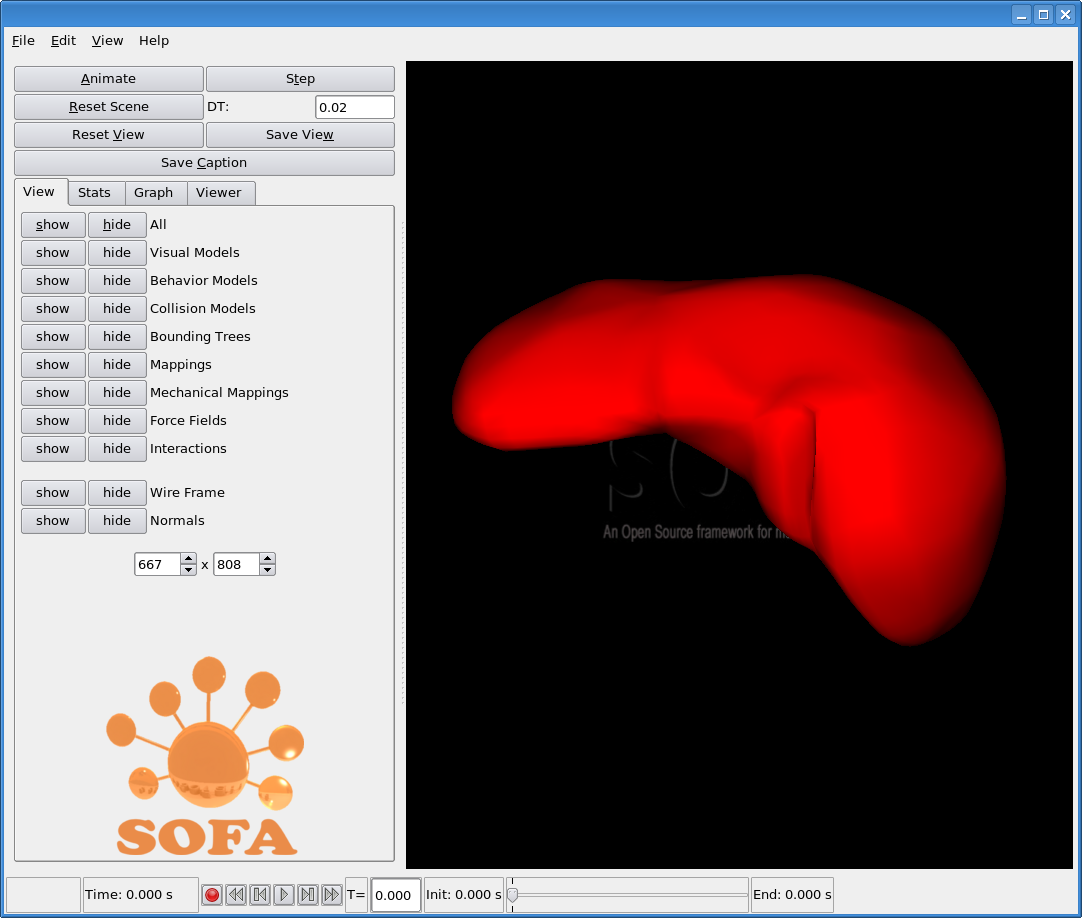 File Edit View Help
Animate Step
Reset Scene DT: 0.02
Reset View Save View
Save Caption
View Stats Graph Viewer
show hide All
show hide Visual Models
show hide Behavior Models
show hide Collision Models
show hide Bounding Trees
show hide Mappings
show hide Mechanical Mappings
show hide Force Fields
show hide Interactions
show hide Wire Frame
show hide Normals
667 x 808
SOFA
An Open Source framework for
Time: 0.000 s T= 0.000 Init: 0.000 s End: 0.000 s